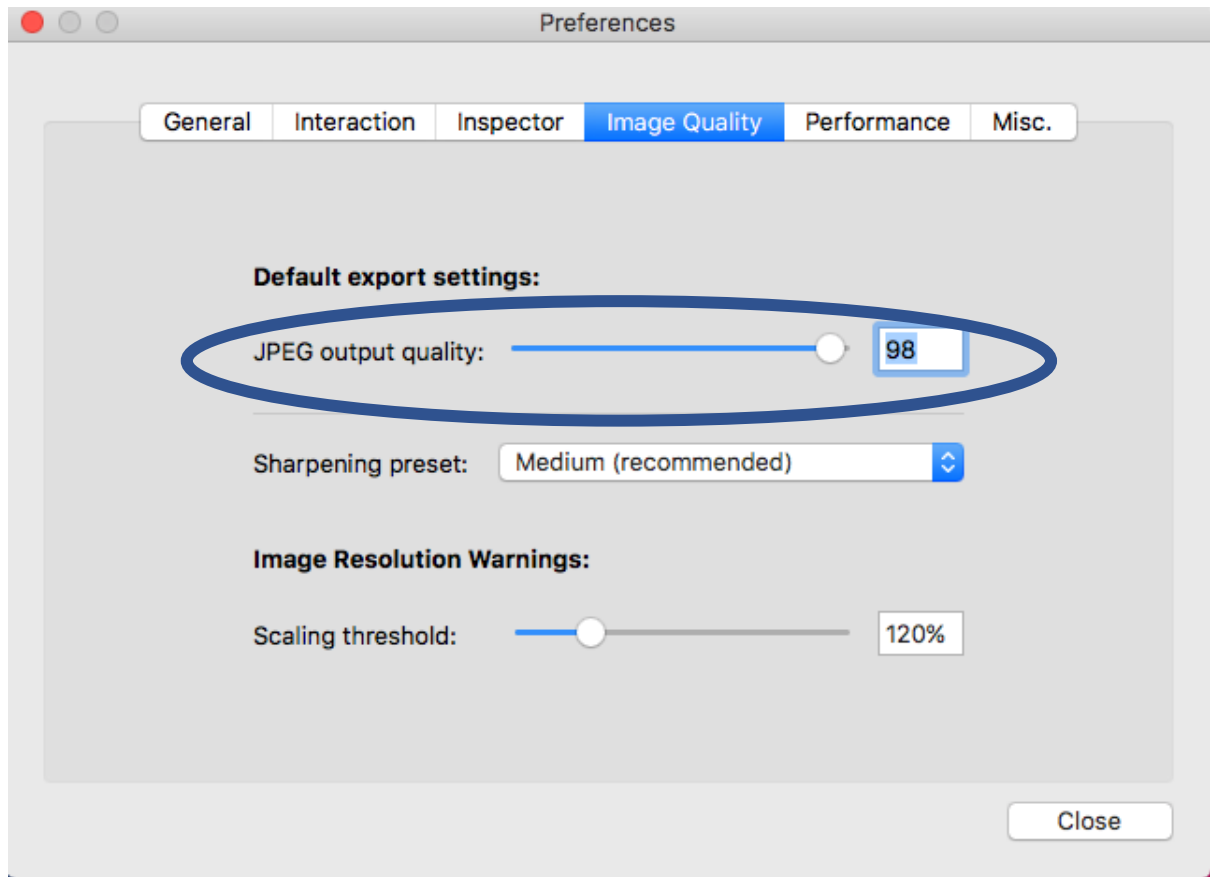 Preferences
General Interaction Inspector Image Quality Performance Misc.
Default export settings:
JPEG output quality: 98
Sharpening preset: Medium (recommended)
Image Resolution Warnings:
Scaling threshold: 120%
Close